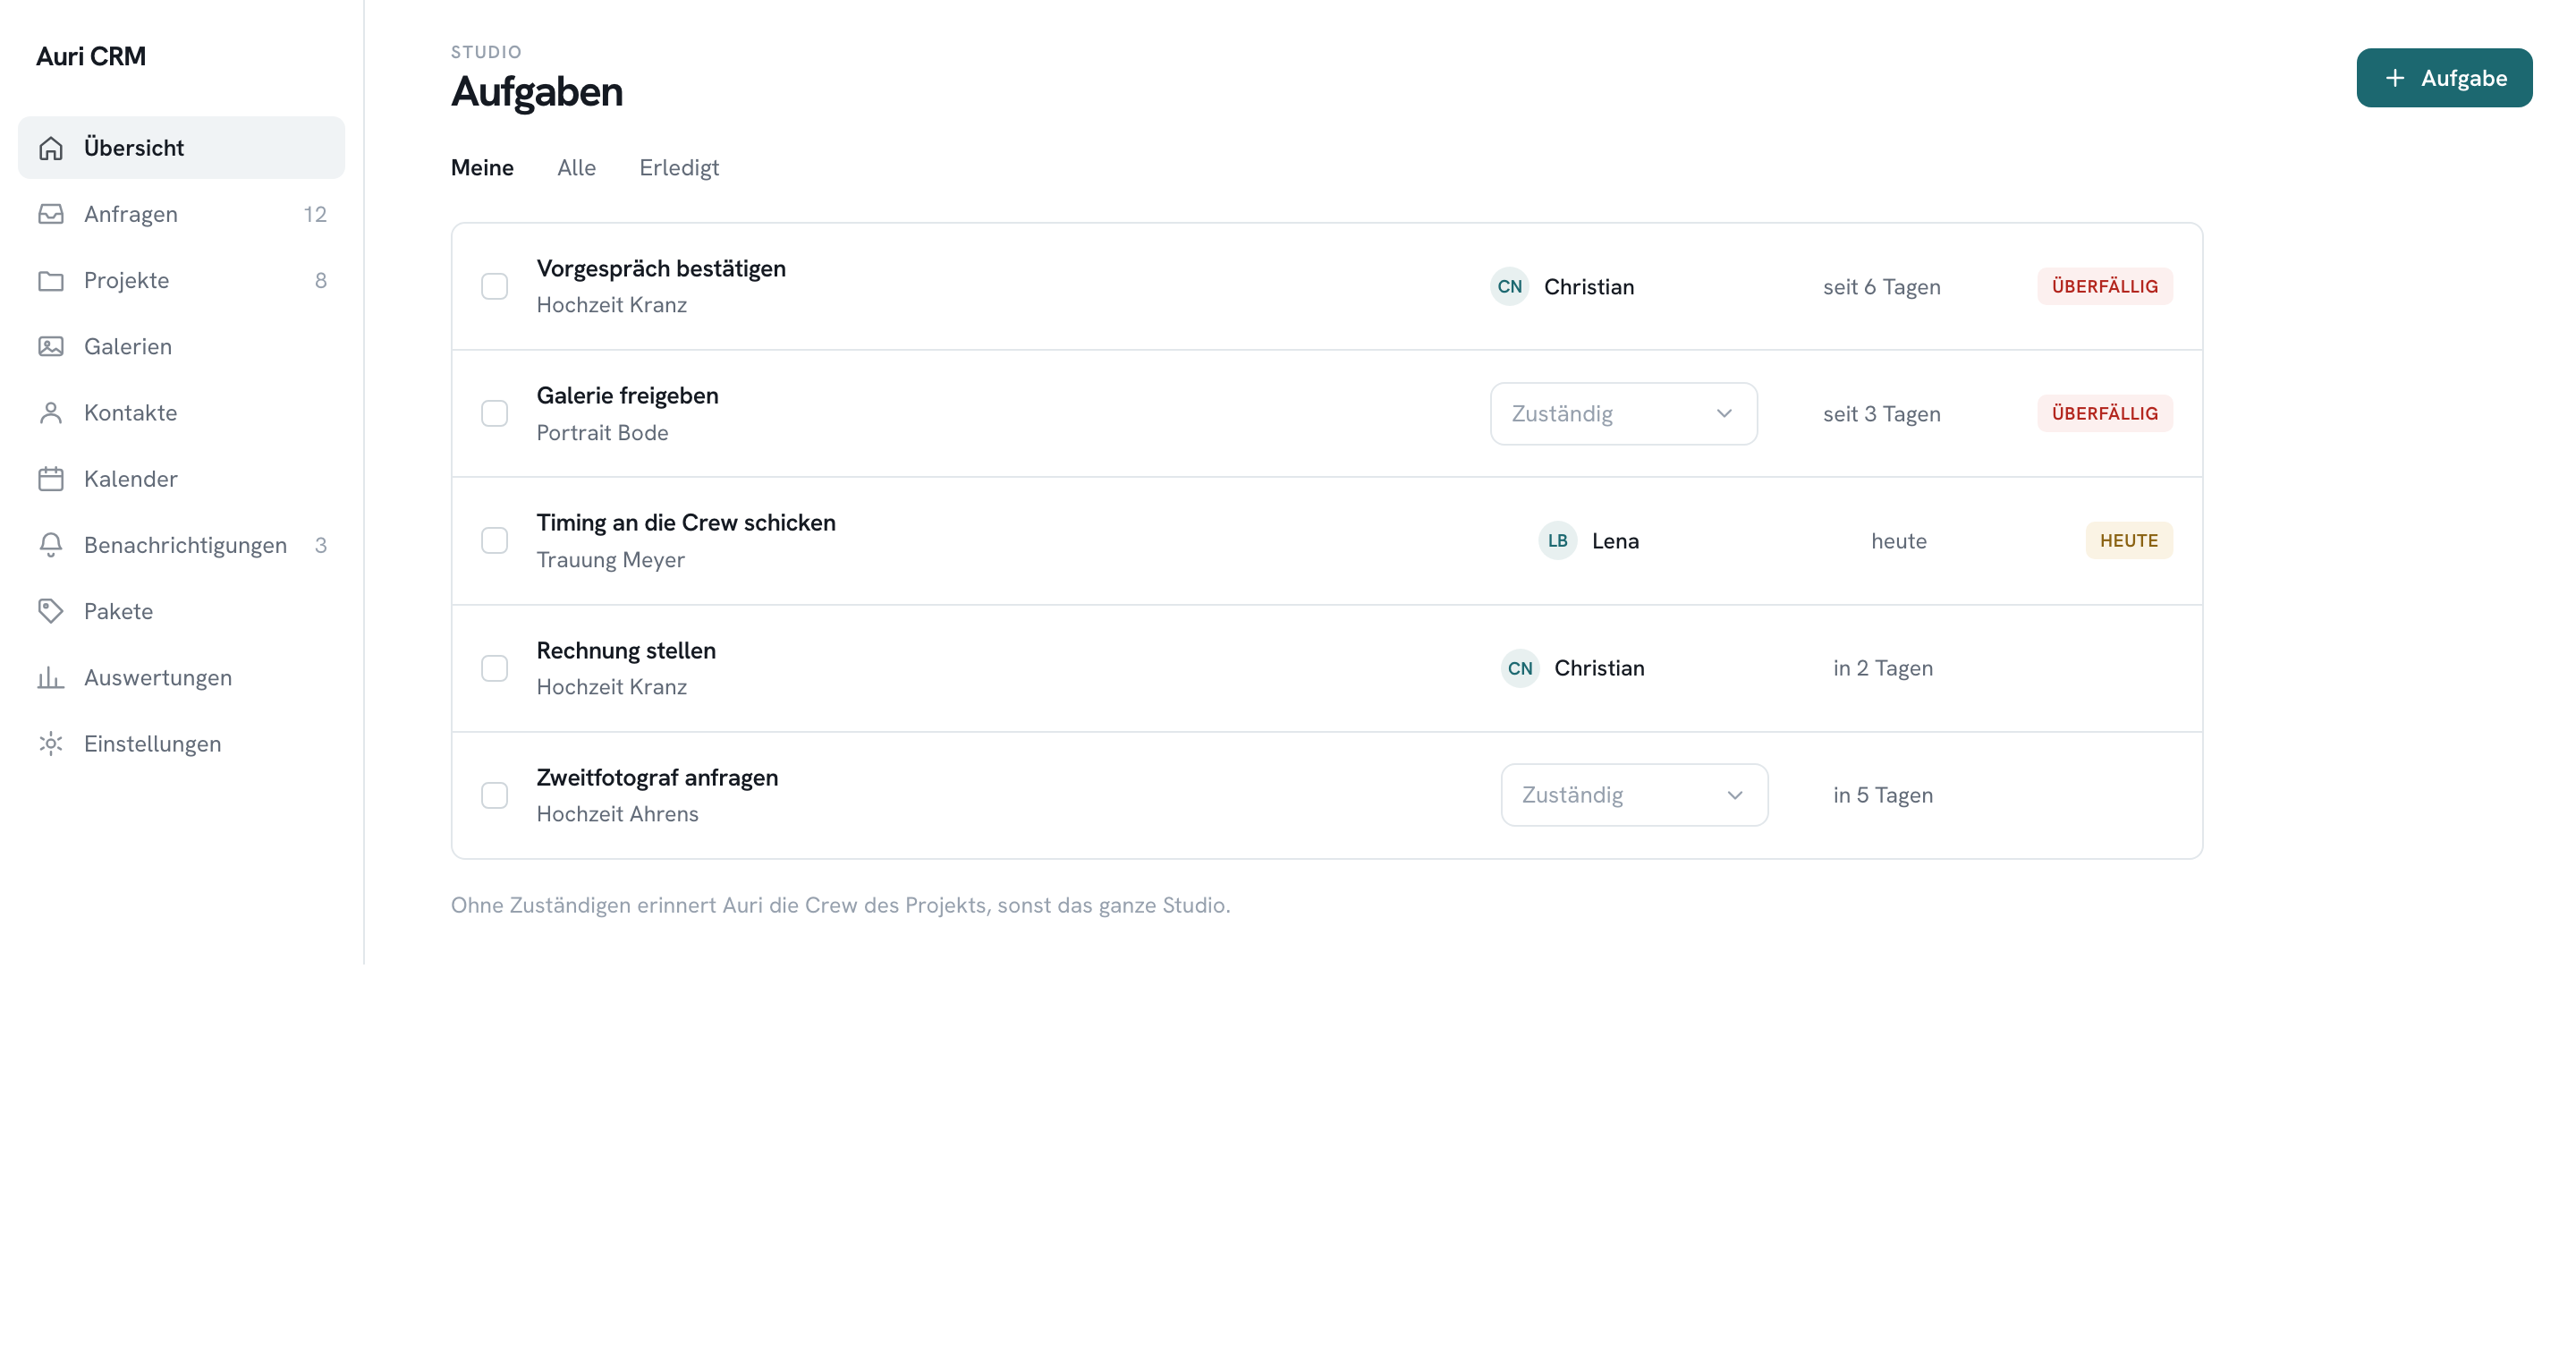 Auri CRM
Übersicht
Anfragen 12
Projekte 8
Galerien
Kontakte
Kalender
Benachrichtigungen 3
Pakete
Auswertungen
Einstellungen
STUDIO
Aufgaben
+ Aufgabe
Meine Alle Erledigt
Vorgespräch bestätigen
Hochzeit Kranz
CN Christian seit 6 Tagen ÜBERFÄLLIG
Galerie freigeben
Portrait Bode
Zuständig seit 3 Tagen ÜBERFÄLLIG
Timing an die Crew schicken
Trauung Meyer
LB Lena heute HEUTE
Rechnung stellen
Hochzeit Kranz
CN Christian in 2 Tagen
Zweitfotograf anfragen
Hochzeit Ahrens
Zuständig in 5 Tagen
Ohne Zuständigen erinnert Auri die Crew des Projekts, sonst das ganze Studio.